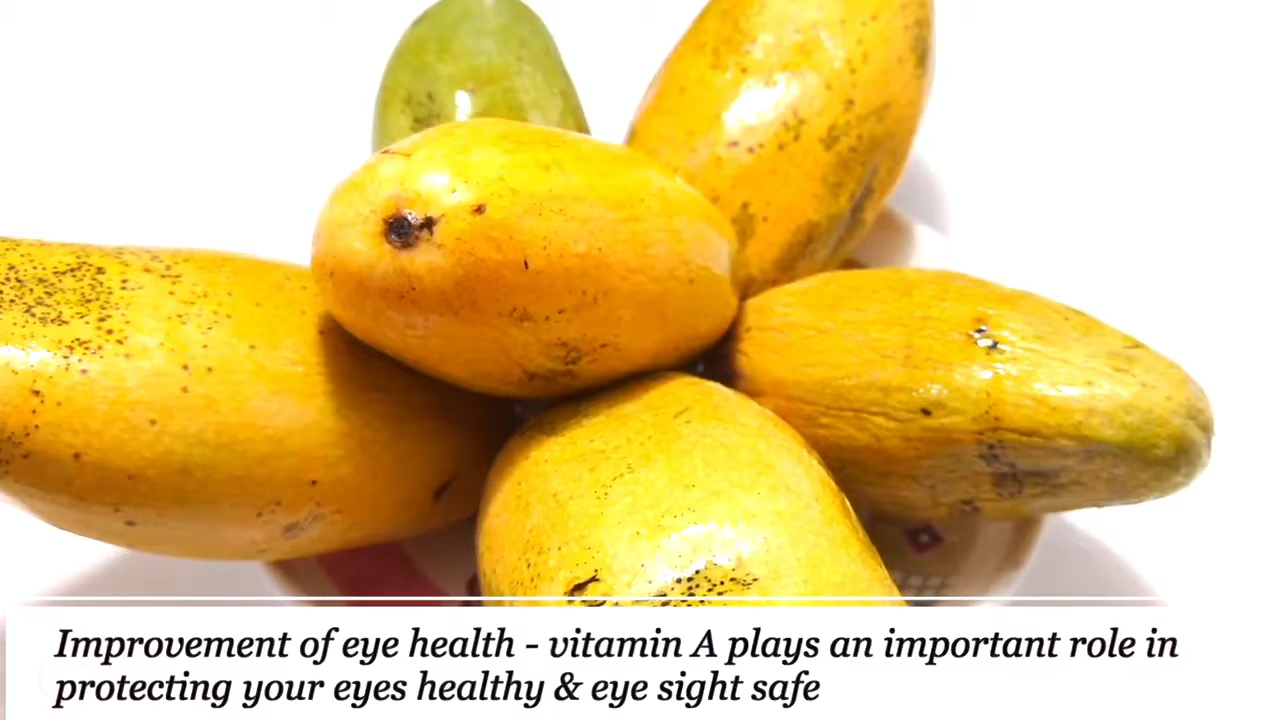 Improvement of eye health - vitamin A plays an important role in
protecting your eyes healthy & eye sight safe